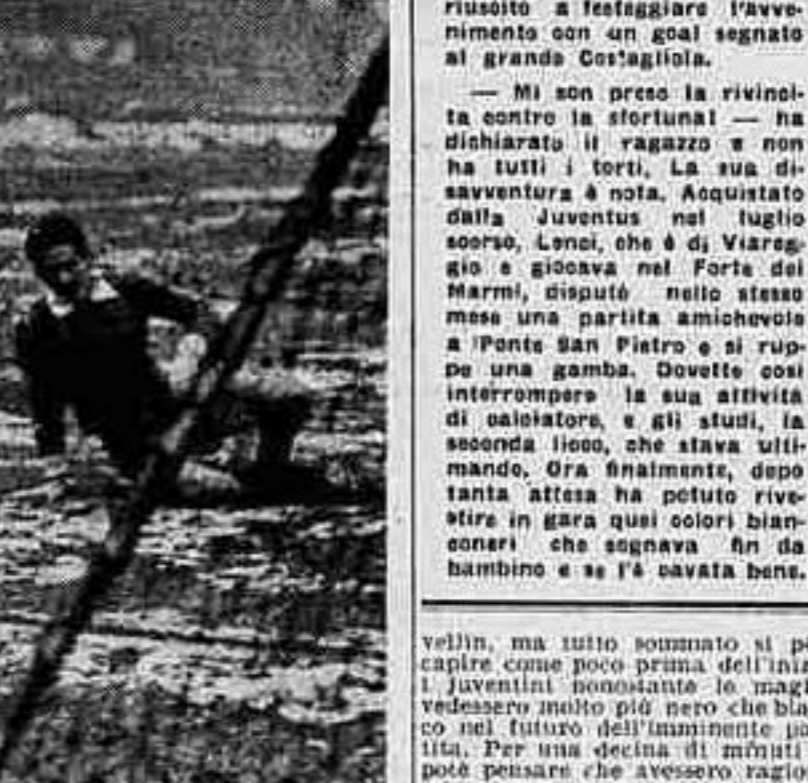 riuscito a festeggiare l'avve-
nimento con un goal segnato
al grande Costagliola.
— Mi son preso la rivinci-
ta contro la sfortuna! — ha
dichiarato il ragazzo e non
ha tutti i torti. La sua di-
savventura è nota. Acquistato
dalla Juventus nel luglio
scorso, Lenci, che è di Viareg-
gio e giocava nel Forte dei
Marmi, disputò nello stesso
mese una partita amichevole
a Ponte San Pietro e si rup-
pe una gamba. Dovette così
interrompere la sua attività
di calciatore, e gli studi, la
seconda liceo, che stava ulti-
mando. Ora finalmente, dopo
tanta attesa ha potuto rive-
stire in gara quei colori bian-
coneri che sognava fin da
bambino e se l'è cavata bene.
vellin, ma tutto sommato si p
capire come poco prima dell'ini
i juventini nonostante le magl
vedessero molto più nero che bia
co nel futuro dell'imminente pa
tita. Per una decina di minuti
potè pensare che avessero ragio